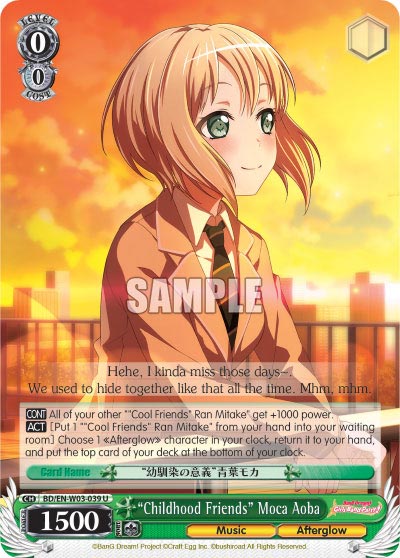 LEVEL
0
0
COST
SAMPLE
Hehe, I kinda miss those days~.
We used to hide together like that all the time. Mhm, mhm.
CONT All of your other ""Cool Friends" Ran Mitake" get +1000 power.
ACT [Put 1 ""Cool Friends" Ran Mitake" from your hand into your waiting
room] Choose 1 «Afterglow» character in your clock, return it to your hand,
and put the top card of your deck at the bottom of your clock.
Card Name
"幼馴染の意義"青葉モカ
CH BD/EN-W03-039 U
"Childhood Friends" Moca Aoba
POWER
1500
Music
Afterglow
©BanG Dream! Project ©Craft Egg Inc. ©bushiroad All Rights Reserved.